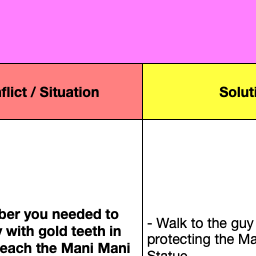 flict / Situation
Soluti
ber you needed to
with gold teeth in
each the Mani Mani
- Walk to the guy
protecting the Ma
Statue